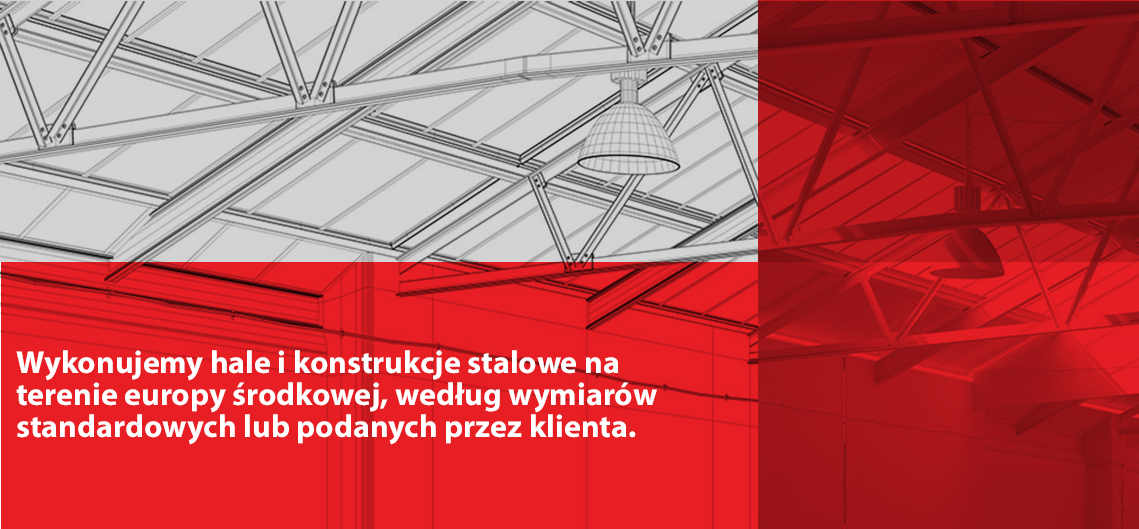 Wykonujemy hale i konstrukcje stalowe na
terenie europy środkowej, według wymiarów
standardowych lub podanych przez klienta.